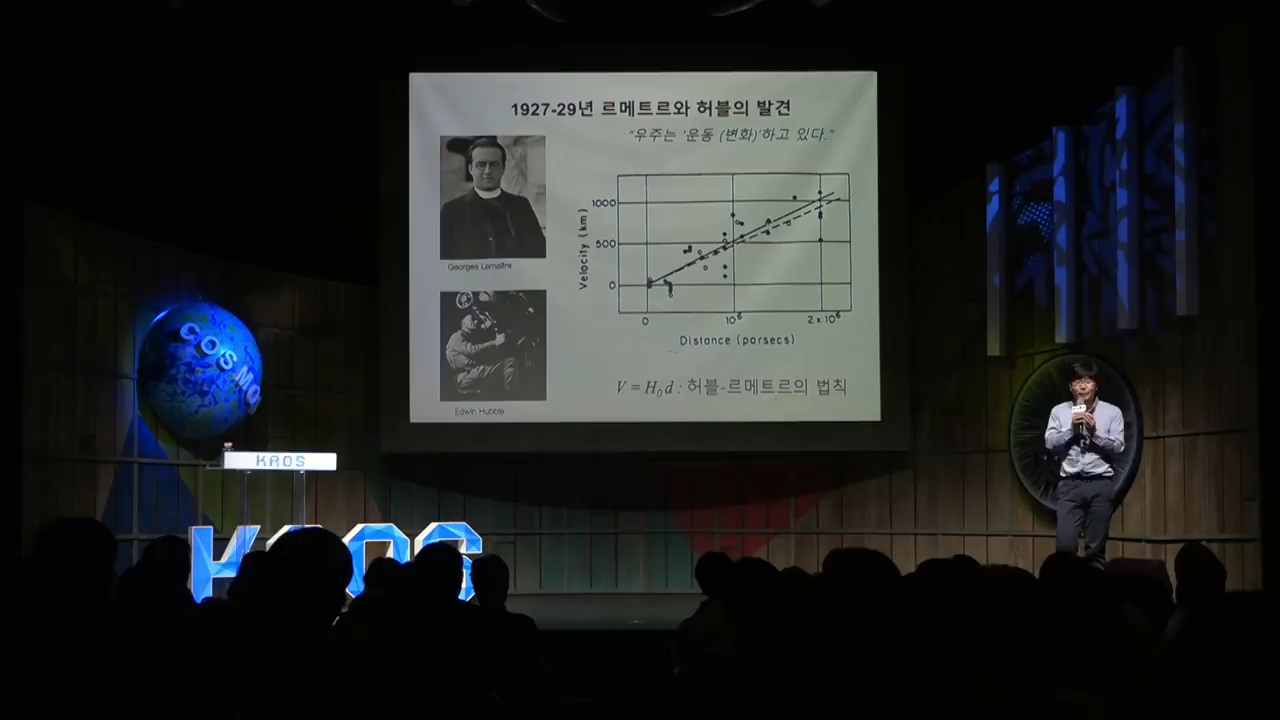 1927-29년 르메트르와 허블의 발견
"우주는 '운동 (변화)'하고 있다."
Georges Lemaître
Edwin Hubble
Velocity (km)
1000
500
0
0
10⁶
2 x 10⁶
Distance (parsecs)
V = H₀d : 허블-르메트르의 법칙
COSMO
KAOS
KAOS